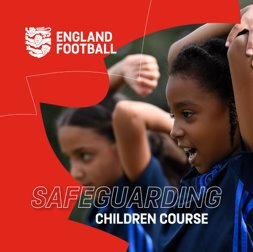 ENGLAND
FOOTBALL
SAFEGUARDING
CHILDREN COURSE